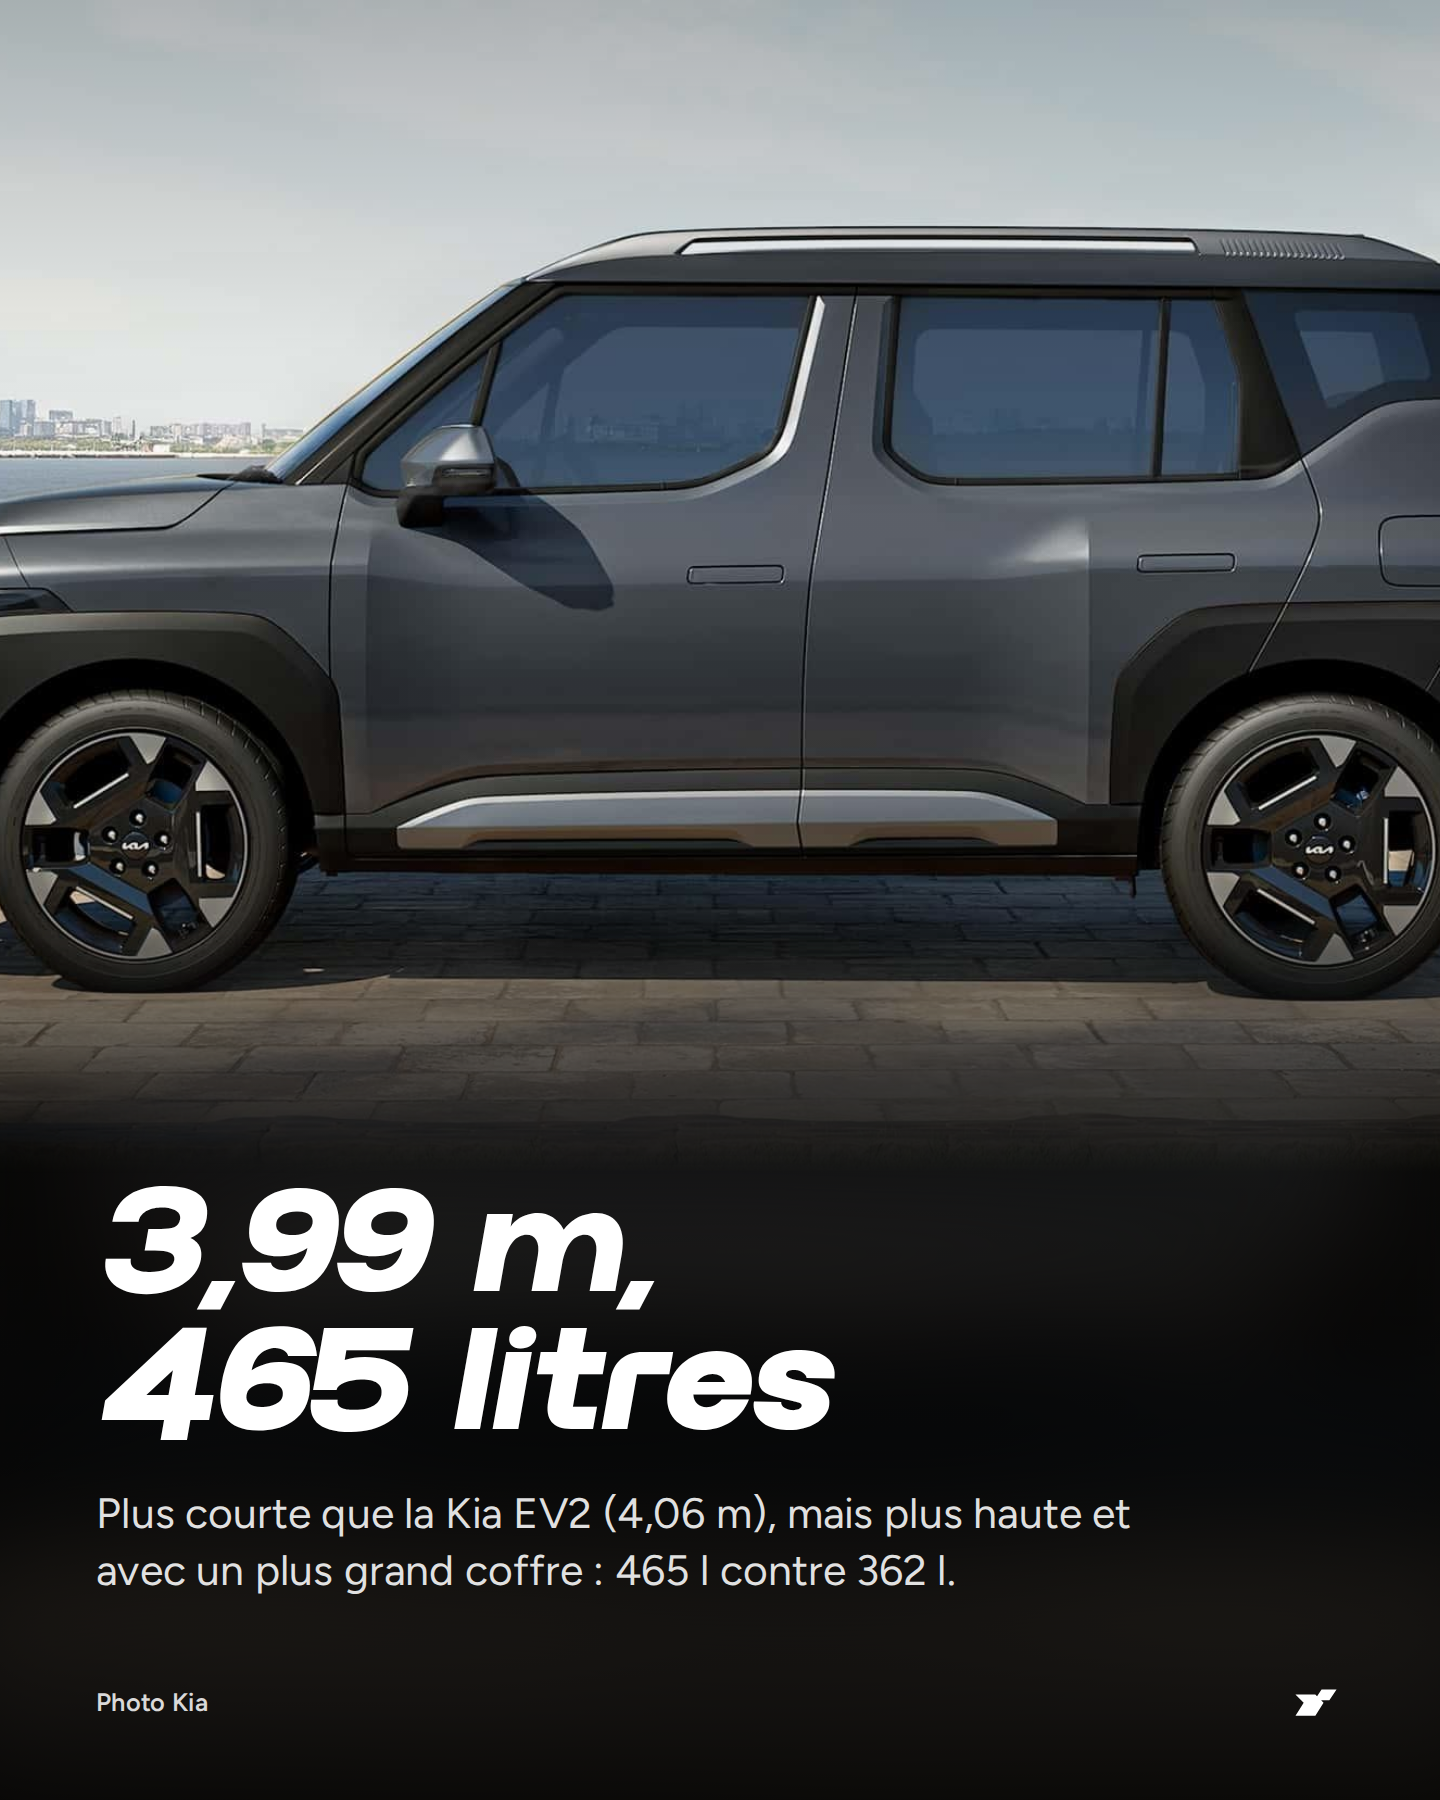 3,99 m,
465 litres
Plus courte que la Kia EV2 (4,06 m), mais plus haute et
avec un plus grand coffre : 465 l contre 362 l.
Photo Kia